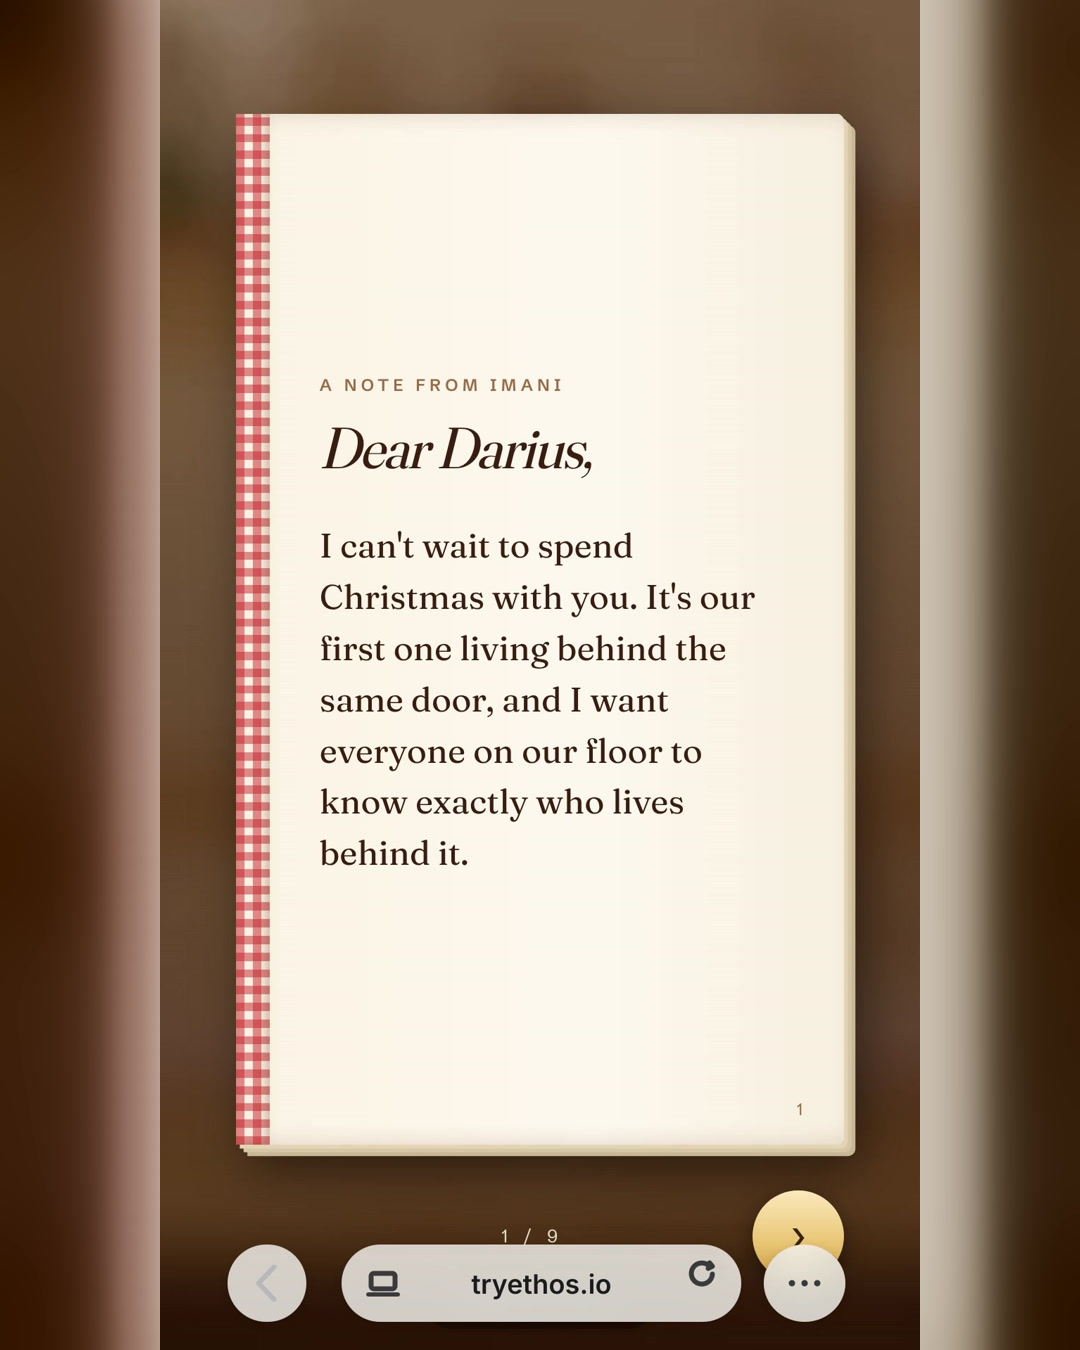 A NOTE FROM IMANI
Dear Darius,
I can't wait to spend
Christmas with you. It's our
first one living behind the
same door, and I want
everyone on our floor to
know exactly who lives
behind it.
1
1 / 9
tryethos.io